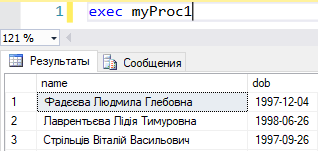 1 exec myProc1
121 %
Результаты Сообщения
name dob
1 Фадєєва Людмила Глебовна 1997-12-04
2 Лаврентьєва Лідія Тимуровна 1998-06-26
3 Стрільців Віталій Васильович 1997-09-26